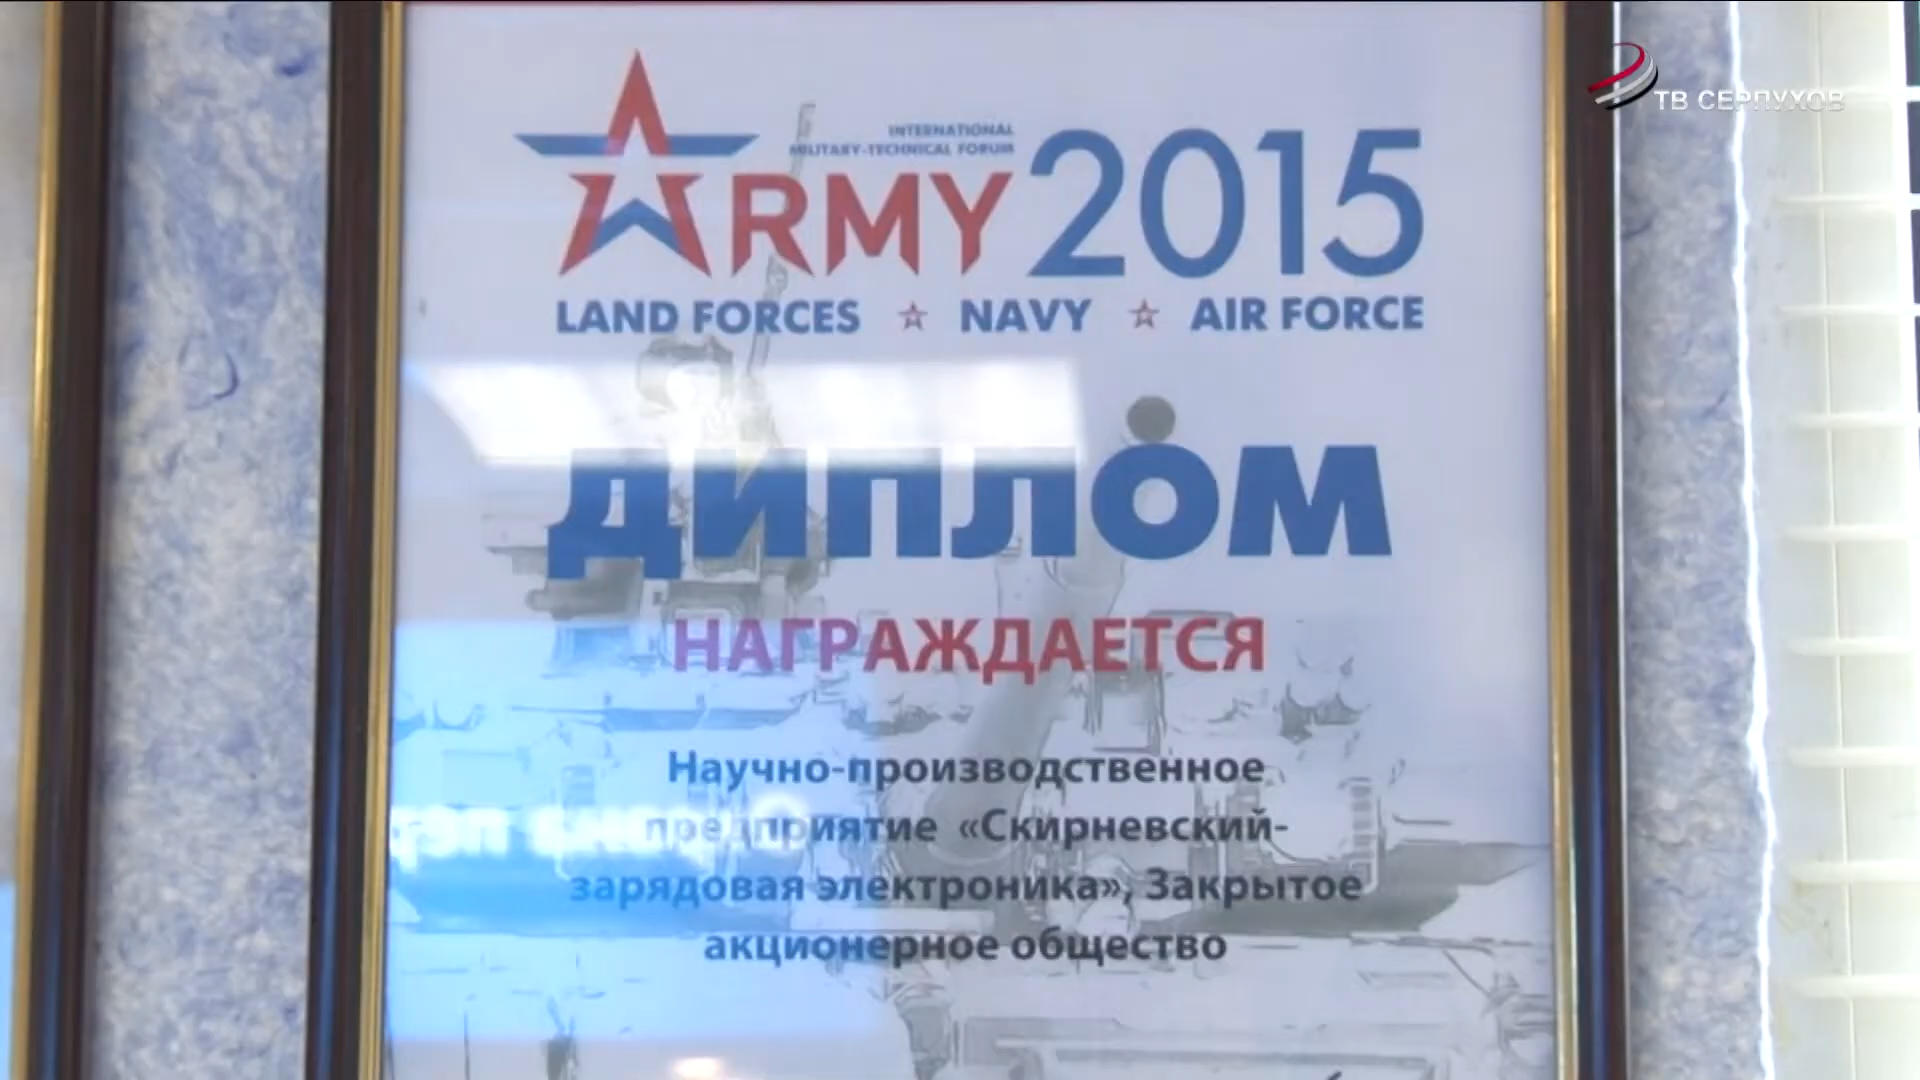 ТВ СЕРПУХОВ
INTERNATIONAL
MILITARY-TECHNICAL FORUM
ARMY 2015
LAND FORCES ☆ NAVY ☆ AIR FORCE
ДИПЛОМ
НАГРАЖДАЕТСЯ
Научно-производственное
предприятие «Скирневский-
зарядовая электроника», Закрытое
акционерное общество